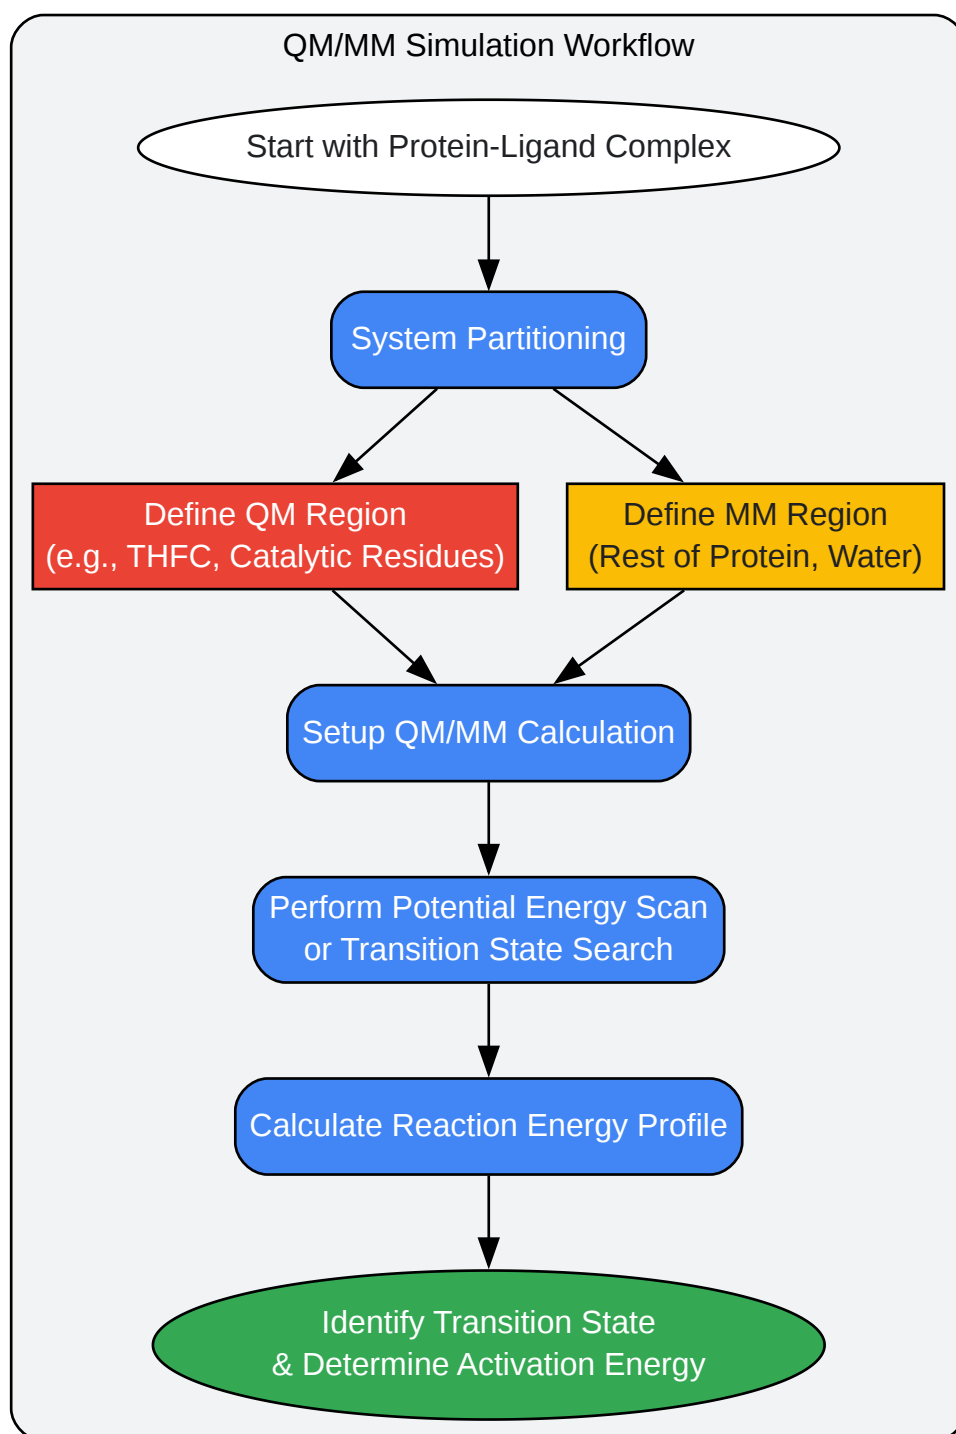 QM/MM Simulation Workflow
Start with Protein-Ligand Complex
System Partitioning
Define QM Region
(e.g., THFC, Catalytic Residues)
Define MM Region
(Rest of Protein, Water)
Setup QM/MM Calculation
Perform Potential Energy Scan
or Transition State Search
Calculate Reaction Energy Profile
Identify Transition State
& Determine Activation Energy